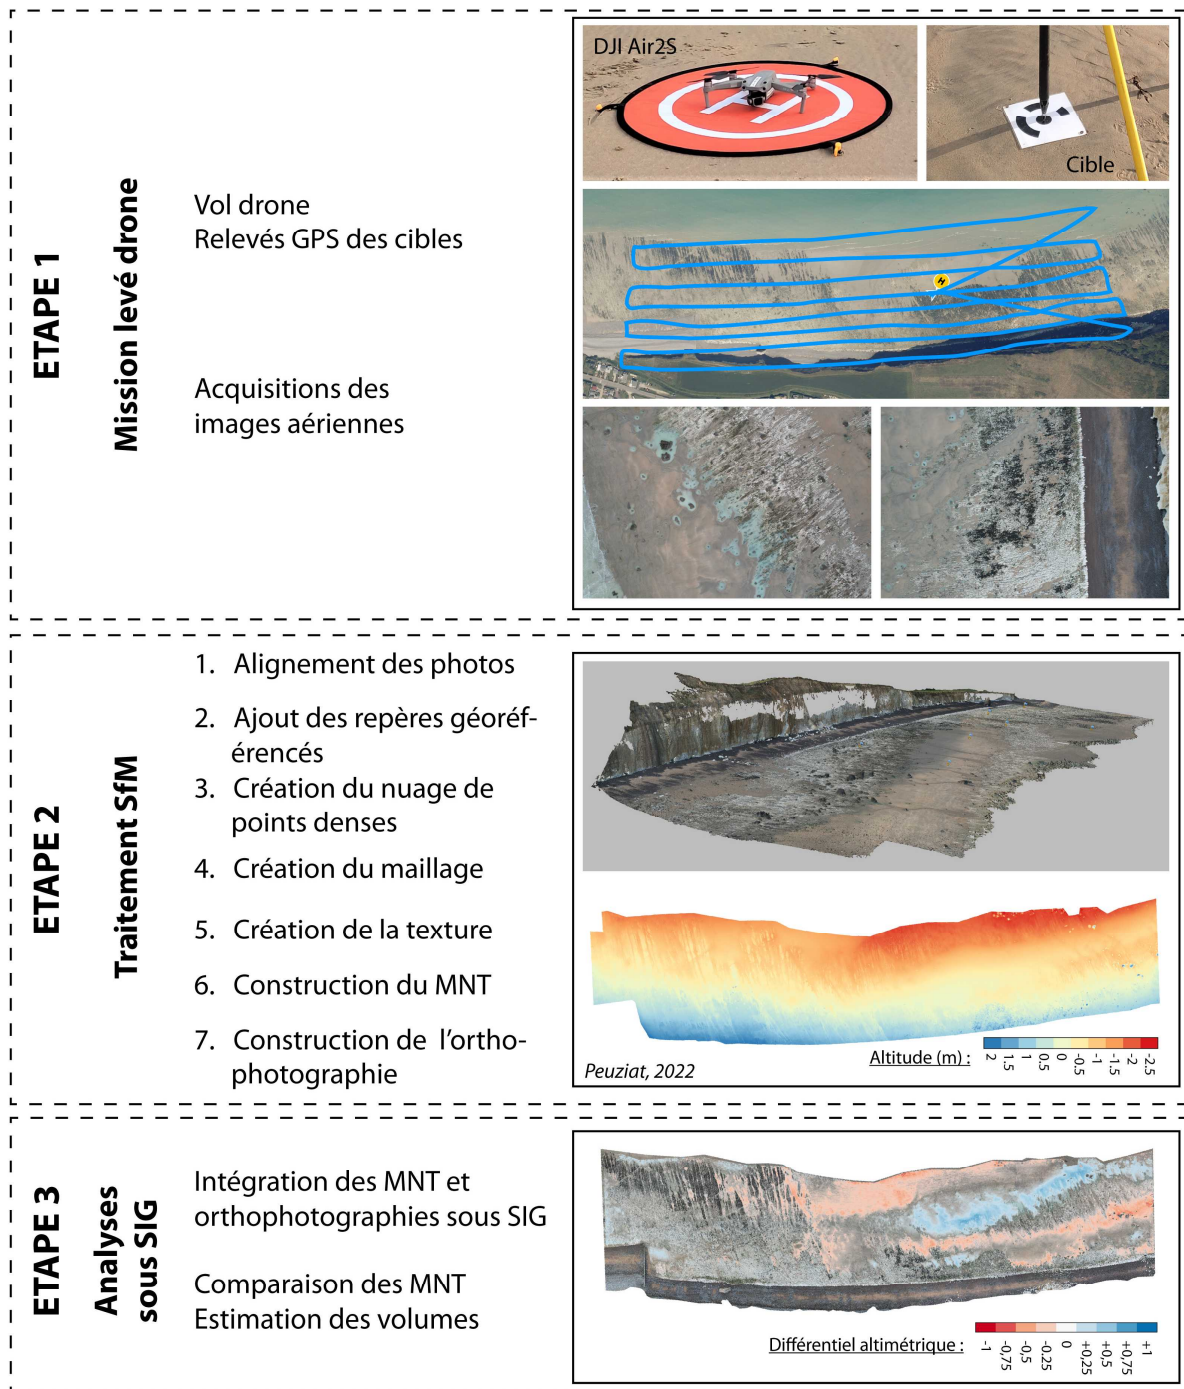 ETAPE 1
Mission levé drone
Vol drone
Relevés GPS des cibles
Acquisitions des
images aériennes
DJI Air2S
Cible
H
ETAPE 2
Traitement SfM
1. Alignement des photos
2. Ajout des repères géoréf-
érencés
3. Création du nuage de
points denses
4. Création du maillage
5. Création de la texture
6. Construction du MNT
7. Construction de l'ortho-
photographie
Altitude (m) :
2 1.5 1 0.5 0 -0.5 -1 -1.5 -2 -2.5
Peuziat, 2022
ETAPE 3
Analyses
sous SIG
Intégration des MNT et
orthophotographies sous SIG
Comparaison des MNT
Estimation des volumes
Différentiel altimétrique :
-1 -0,75 -0,5 -0.25 0 +0,25 +0,5 +0,75 +1